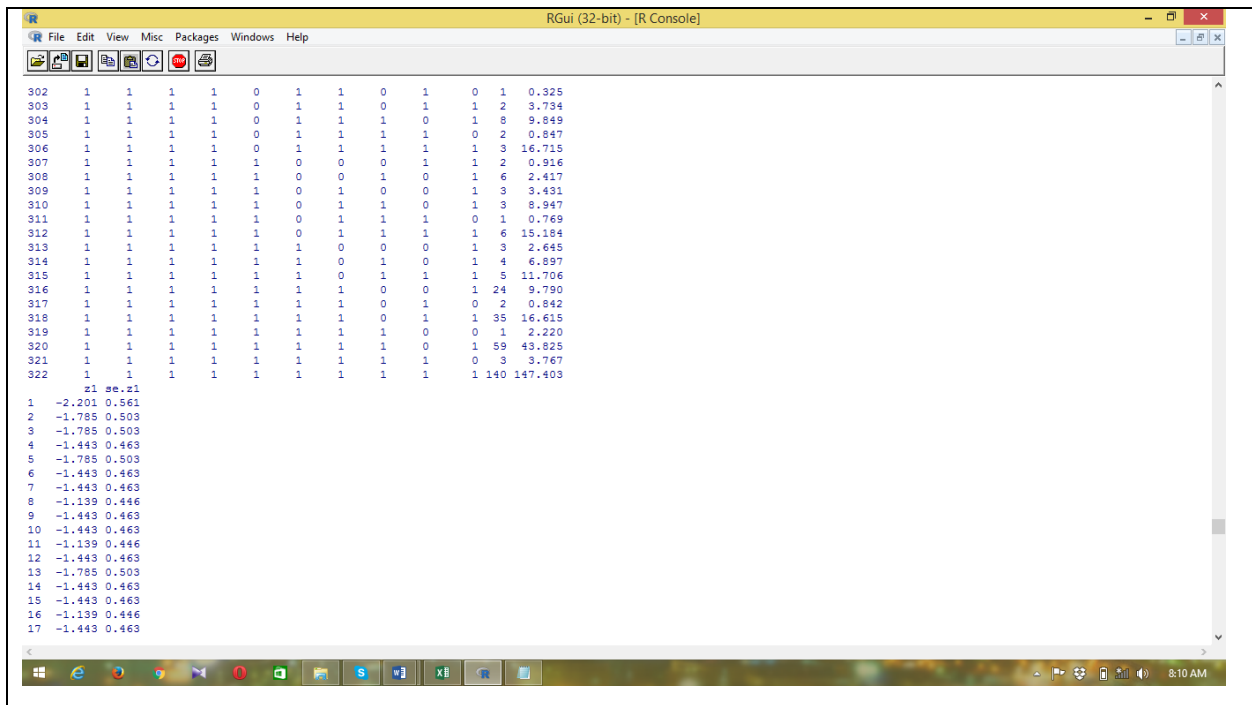 RGui (32-bit) - [R Console]
File Edit View Misc Packages Windows Help
STOP
302 1 1 1 1 0 1 1 0 1 0 1 0.325
303 1 1 1 1 0 1 1 0 1 1 2 3.734
304 1 1 1 1 0 1 1 1 0 1 8 9.849
305 1 1 1 1 0 1 1 1 1 0 2 0.847
306 1 1 1 1 0 1 1 1 1 1 3 16.715
307 1 1 1 1 1 0 0 0 1 1 2 0.916
308 1 1 1 1 1 0 0 1 0 1 6 2.417
309 1 1 1 1 1 0 1 0 0 1 3 3.431
310 1 1 1 1 1 0 1 1 0 1 3 8.947
311 1 1 1 1 1 0 1 1 1 0 1 0.769
312 1 1 1 1 1 0 1 1 1 1 6 15.184
313 1 1 1 1 1 1 0 0 0 1 3 2.645
314 1 1 1 1 1 1 0 1 0 1 4 6.897
315 1 1 1 1 1 1 0 1 1 1 5 11.706
316 1 1 1 1 1 1 1 0 0 1 24 9.790
317 1 1 1 1 1 1 1 0 1 0 2 0.842
318 1 1 1 1 1 1 1 0 1 1 35 16.615
319 1 1 1 1 1 1 1 1 0 0 1 2.220
320 1 1 1 1 1 1 1 1 0 1 59 43.825
321 1 1 1 1 1 1 1 1 1 0 3 3.767
322 1 1 1 1 1 1 1 1 1 1 140 147.403
z1 se.z1
1 -2.201 0.561
2 -1.785 0.503
3 -1.785 0.503
4 -1.443 0.463
5 -1.785 0.503
6 -1.443 0.463
7 -1.443 0.463
8 -1.139 0.446
9 -1.443 0.463
10 -1.443 0.463
11 -1.139 0.446
12 -1.443 0.463
13 -1.785 0.503
14 -1.443 0.463
15 -1.443 0.463
16 -1.139 0.446
17 -1.443 0.463
8:10 AM